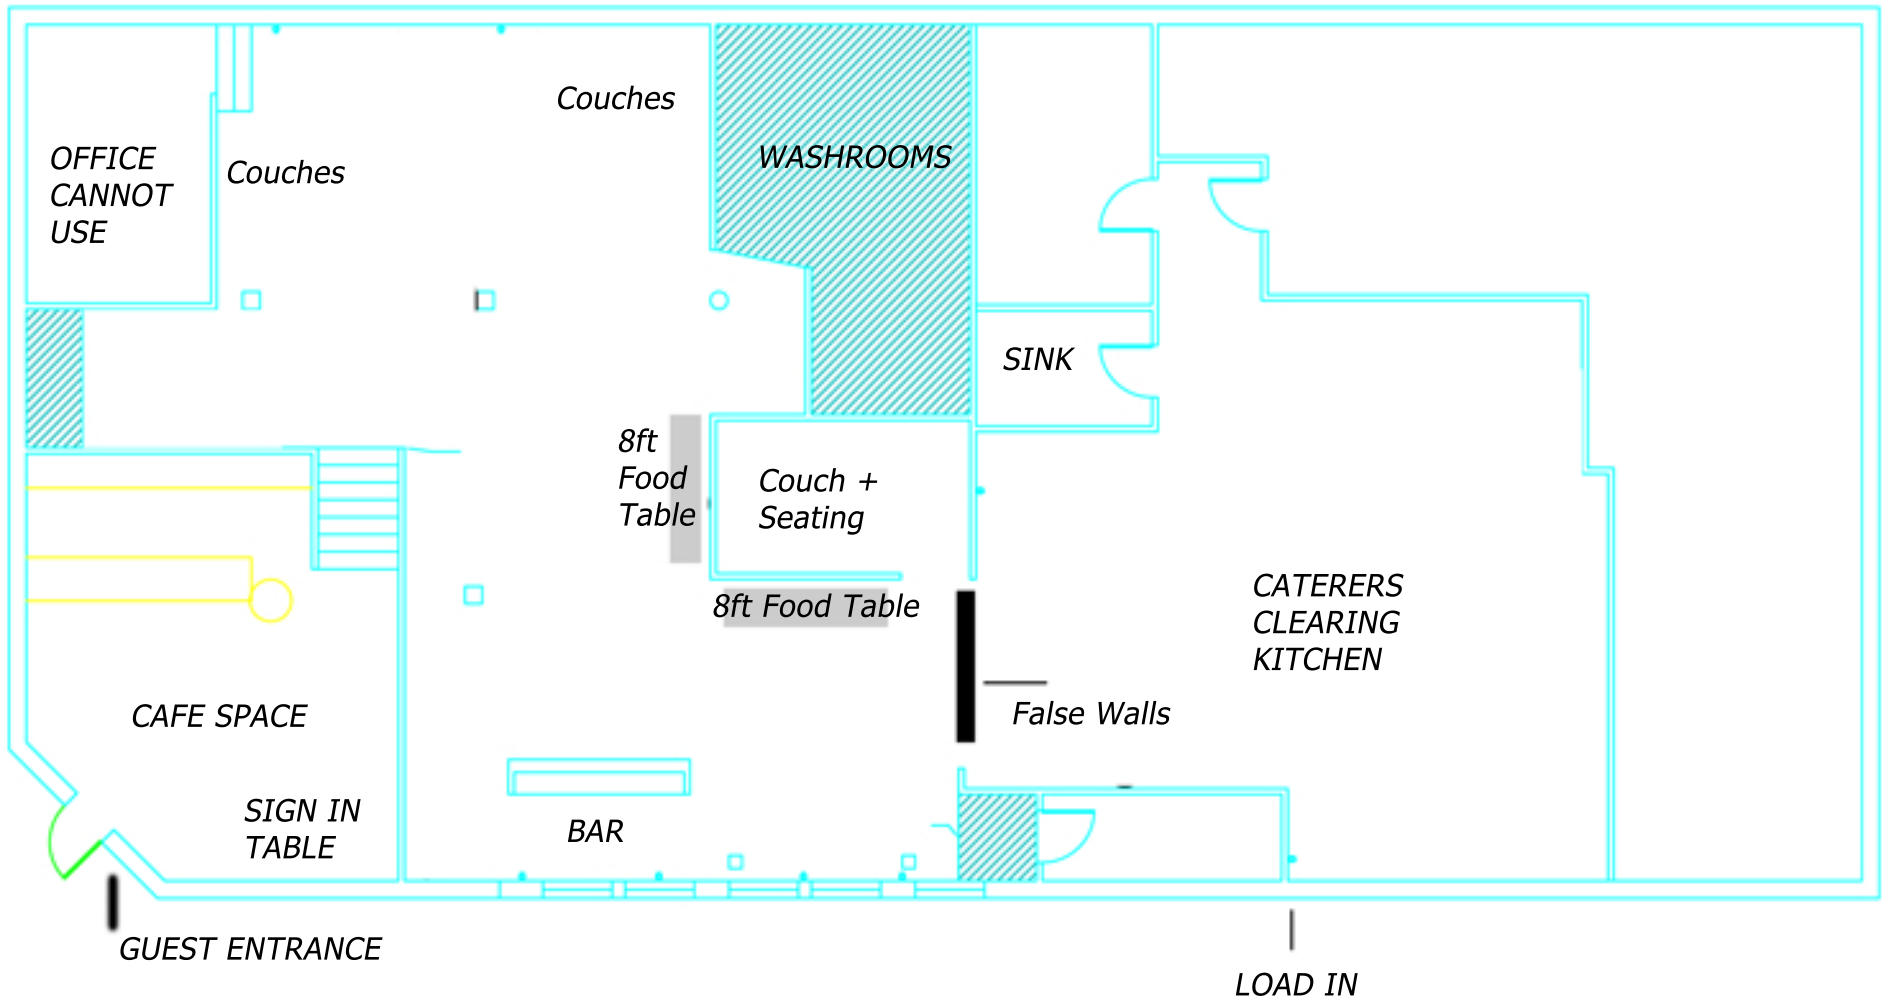 Couches
OFFICE
CANNOT
USE
Couches
WASHROOMS
SINK
8ft
Food
Table
Couch +
Seating
8ft Food Table
CATERERS
CLEARING
KITCHEN
False Walls
CAFE SPACE
SIGN IN
TABLE
BAR
GUEST ENTRANCE
LOAD IN